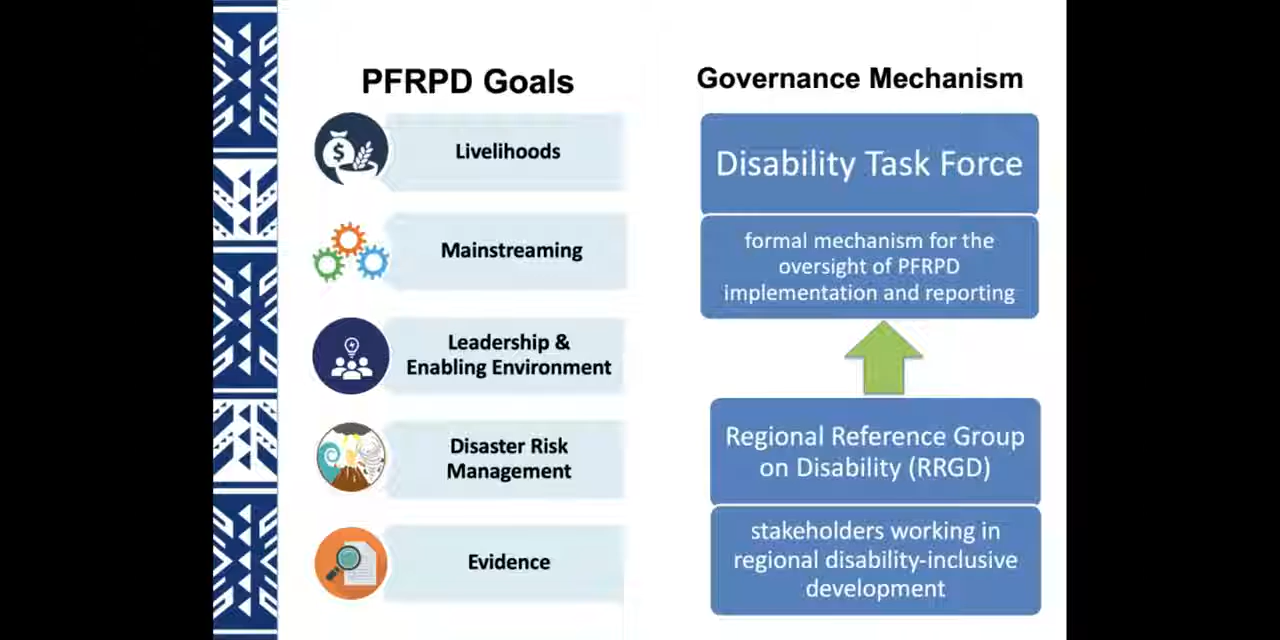 PFRPD Goals
Livelihoods
Mainstreaming
Leadership &
Enabling Environment
Disaster Risk
Management
Evidence
Governance Mechanism
Disability Task Force
formal mechanism for the
oversight of PFRPD
implementation and reporting
Regional Reference Group
on Disability (RRGD)
stakeholders working in
regional disability-inclusive
development